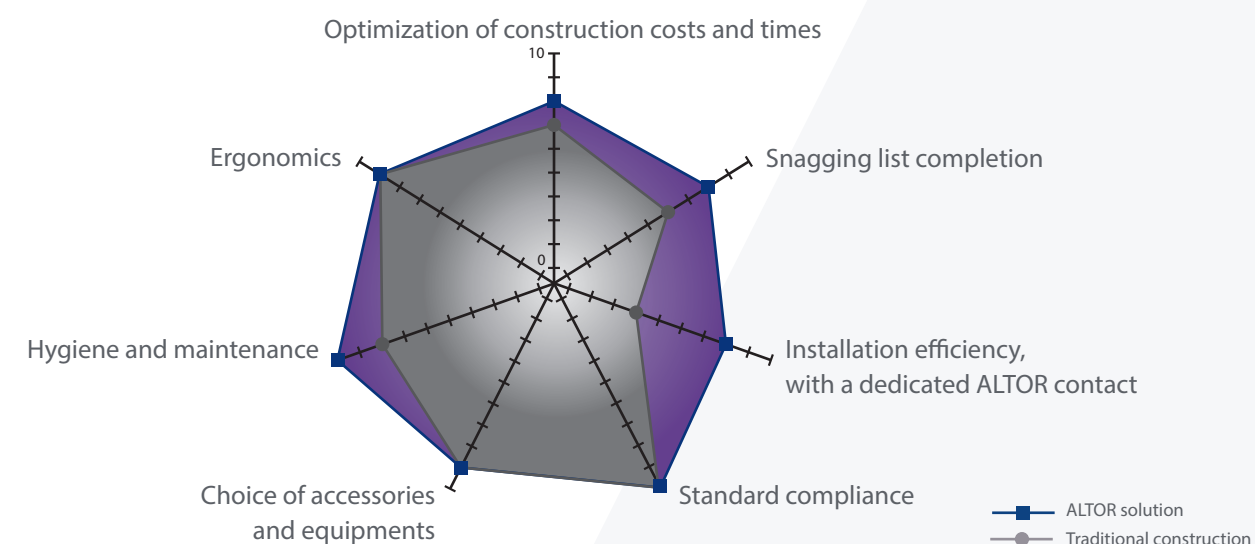 Optimization of construction costs and times
10
Ergonomics
Snagging list completion
0
Hygiene and maintenance
Installation efficiency,
with a dedicated ALTOR contact
Choice of accessories
and equipments
Standard compliance
ALTOR solution
Traditional construction